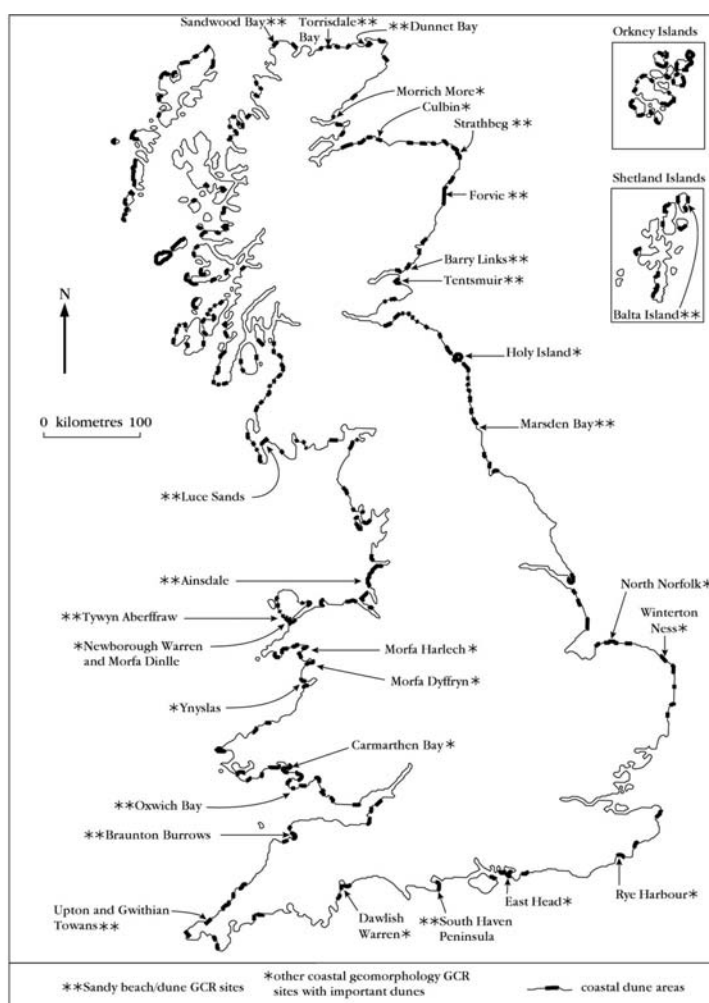 Sandwood Bay**
Torrisdale**
Bay
**Dunnet Bay
Orkney Islands
Morrich More*
Culbin*
Strathbeg**
Forvie **
Shetland Islands
Balta Island**
Barry Links**
Tentsmuir**
N
Holy Island*
0 kilometres 100
Marsden Bay**
**Luce Sands
**Ainsdale
North Norfolk*
Winterton
Ness*
**Tywyn Aberffraw
*Newborough Warren
and Morfa Dinlle
Morfa Harlech*
Morfa Dyffryn*
*Ynyslas
Carmarthen Bay*
**Oxwich Bay
**Braunton Burrows
Upton and Gwithian
Towans**
Dawlish
Warren*
**South Haven
Peninsula
East Head*
Rye Harbour*
**Sandy beach/dune GCR sites
*other coastal geomorphology GCR
sites with important dunes
coastal dune areas